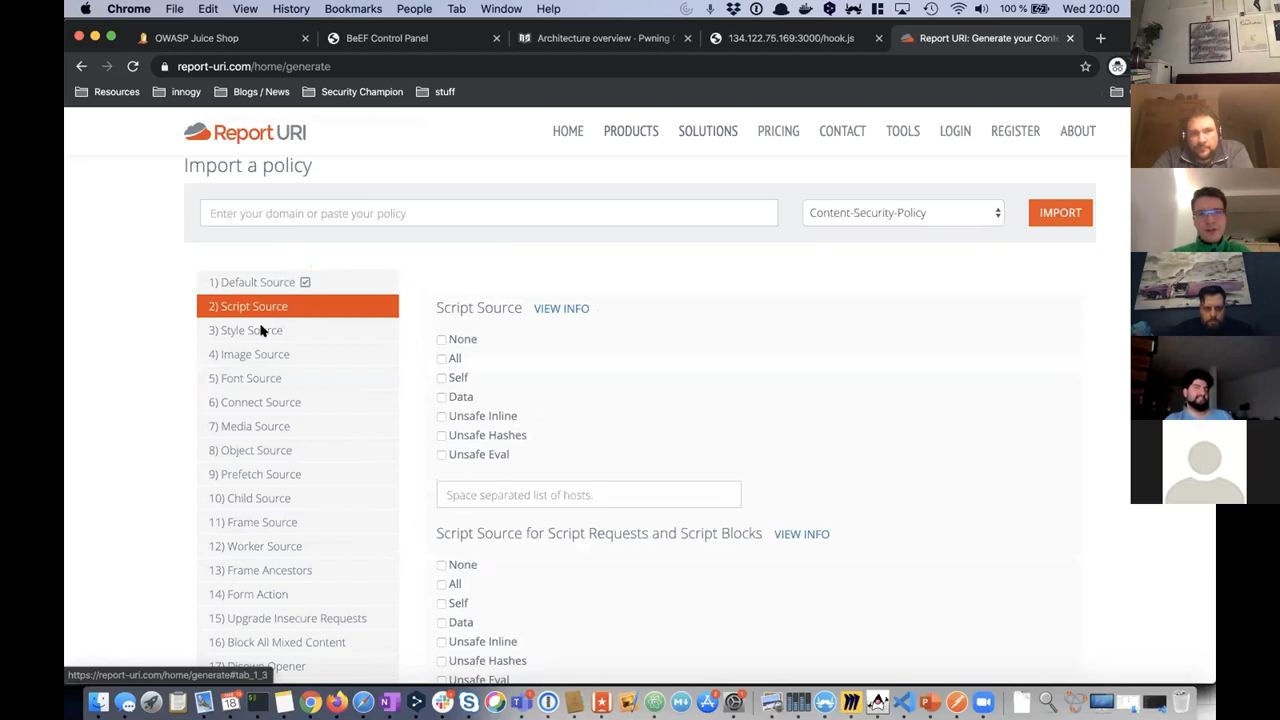 Chrome File Edit View History Bookmarks People Tab Window Help 100 % Wed 20:00
OWASP Juice Shop × BeEF Control Panel × Architecture overview · Pwning × 134.122.75.169:3000/hook.js × Report URI: Generate your Cont × +
report-uri.com/home/generate
Resources innogy Blogs / News Security Champion stuff
Report URI HOME PRODUCTS SOLUTIONS PRICING CONTACT TOOLS LOGIN REGISTER ABOUT
Import a policy
Enter your domain or paste your policy Content-Security-Policy IMPORT
1) Default Source
2) Script Source
3) Style Source
4) Image Source
5) Font Source
6) Connect Source
7) Media Source
8) Object Source
9) Prefetch Source
10) Child Source
11) Frame Source
12) Worker Source
13) Frame Ancestors
14) Form Action
15) Upgrade Insecure Requests
16) Block All Mixed Content
17) Disown Opener
Script Source VIEW INFO
None
All
Self
Data
Unsafe Inline
Unsafe Hashes
Unsafe Eval
Space separated list of hosts.
Script Source for Script Requests and Script Blocks VIEW INFO
None
All
Self
Data
Unsafe Inline
Unsafe Hashes
Unsafe Eval
https://report-uri.com/home/generate#tab_1_3
18